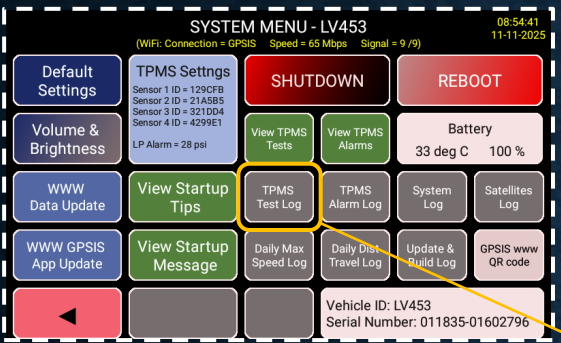 SYSTEM MENU - LV453
(WiFi: Connection = GPSIS Speed = 65 Mbps Signal = 9 /9)
08:54:41
11-11-2025
Default
Settings
TPMS Settngs
Sensor 1 ID = 129CFB
Sensor 2 ID = 21A5B5
Sensor 3 ID = 321DD4
Sensor 4 ID = 4299E1
LP Alarm = 28 psi
SHUTDOWN
REBOOT
Volume &
Brightness
View TPMS
Tests
View TPMS
Alarms
Battery
33 deg C 100 %
WWW
Data Update
View Startup
Tips
TPMS
Test Log
TPMS
Alarm Log
System
Log
Satellites
Log
WWW GPSIS
App Update
View Startup
Message
Daily Max
Speed Log
Daily Dist
Travel Log
Update &
Build Log
GPSIS www
QR code
◄
Vehicle ID: LV453
Serial Number: 011835-01602796